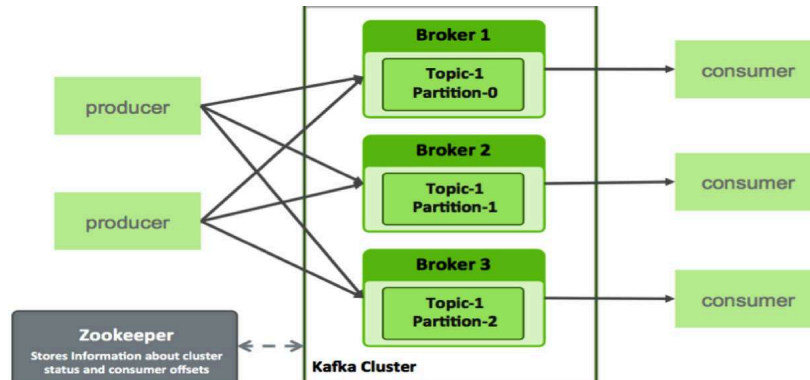 Broker 1
Topic-1
Partition-0
producer
consumer
Broker 2
Topic-1
Partition-1
producer
consumer
Broker 3
Topic-1
Partition-2
consumer
Zookeeper
Stores Information about cluster
status and consumer offsets
Kafka Cluster